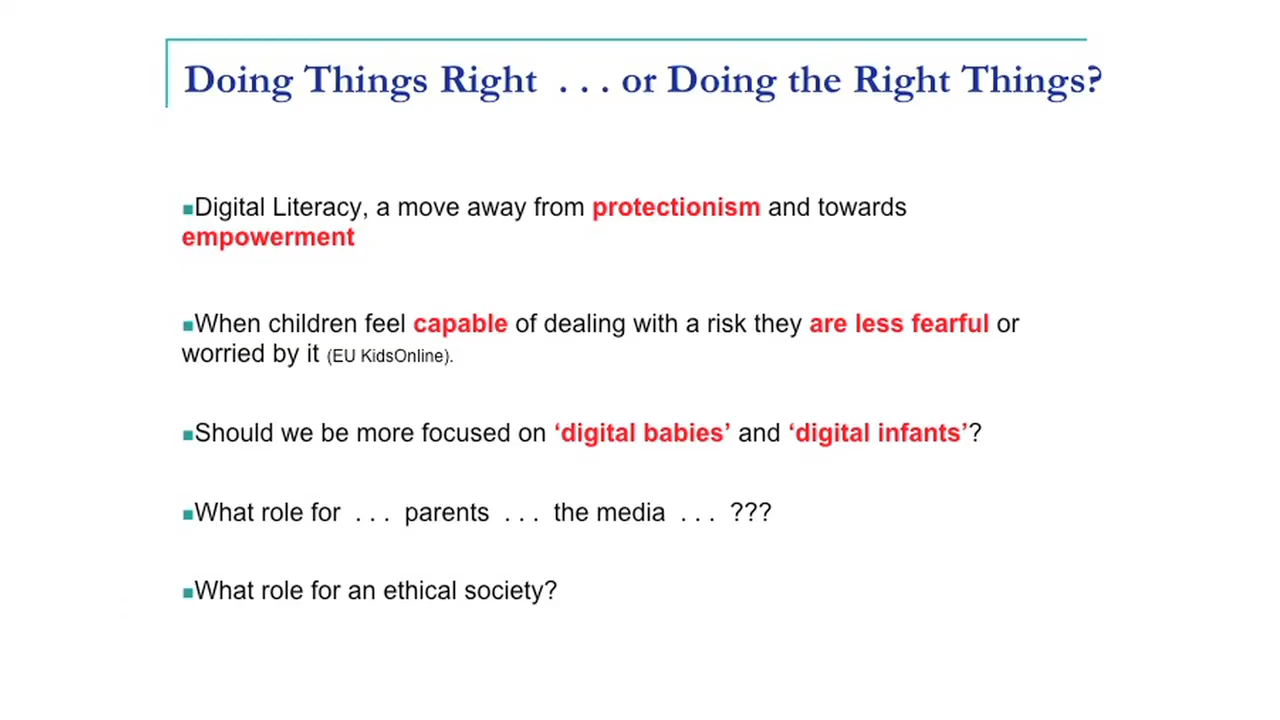 Doing Things Right . . . or Doing the Right Things?
▪Digital Literacy, a move away from protectionism and towards
empowerment
▪When children feel capable of dealing with a risk they are less fearful or
worried by it (EU KidsOnline).
▪Should we be more focused on ‘digital babies’ and ‘digital infants’?
▪What role for . . . parents . . . the media . . . ???
▪What role for an ethical society?